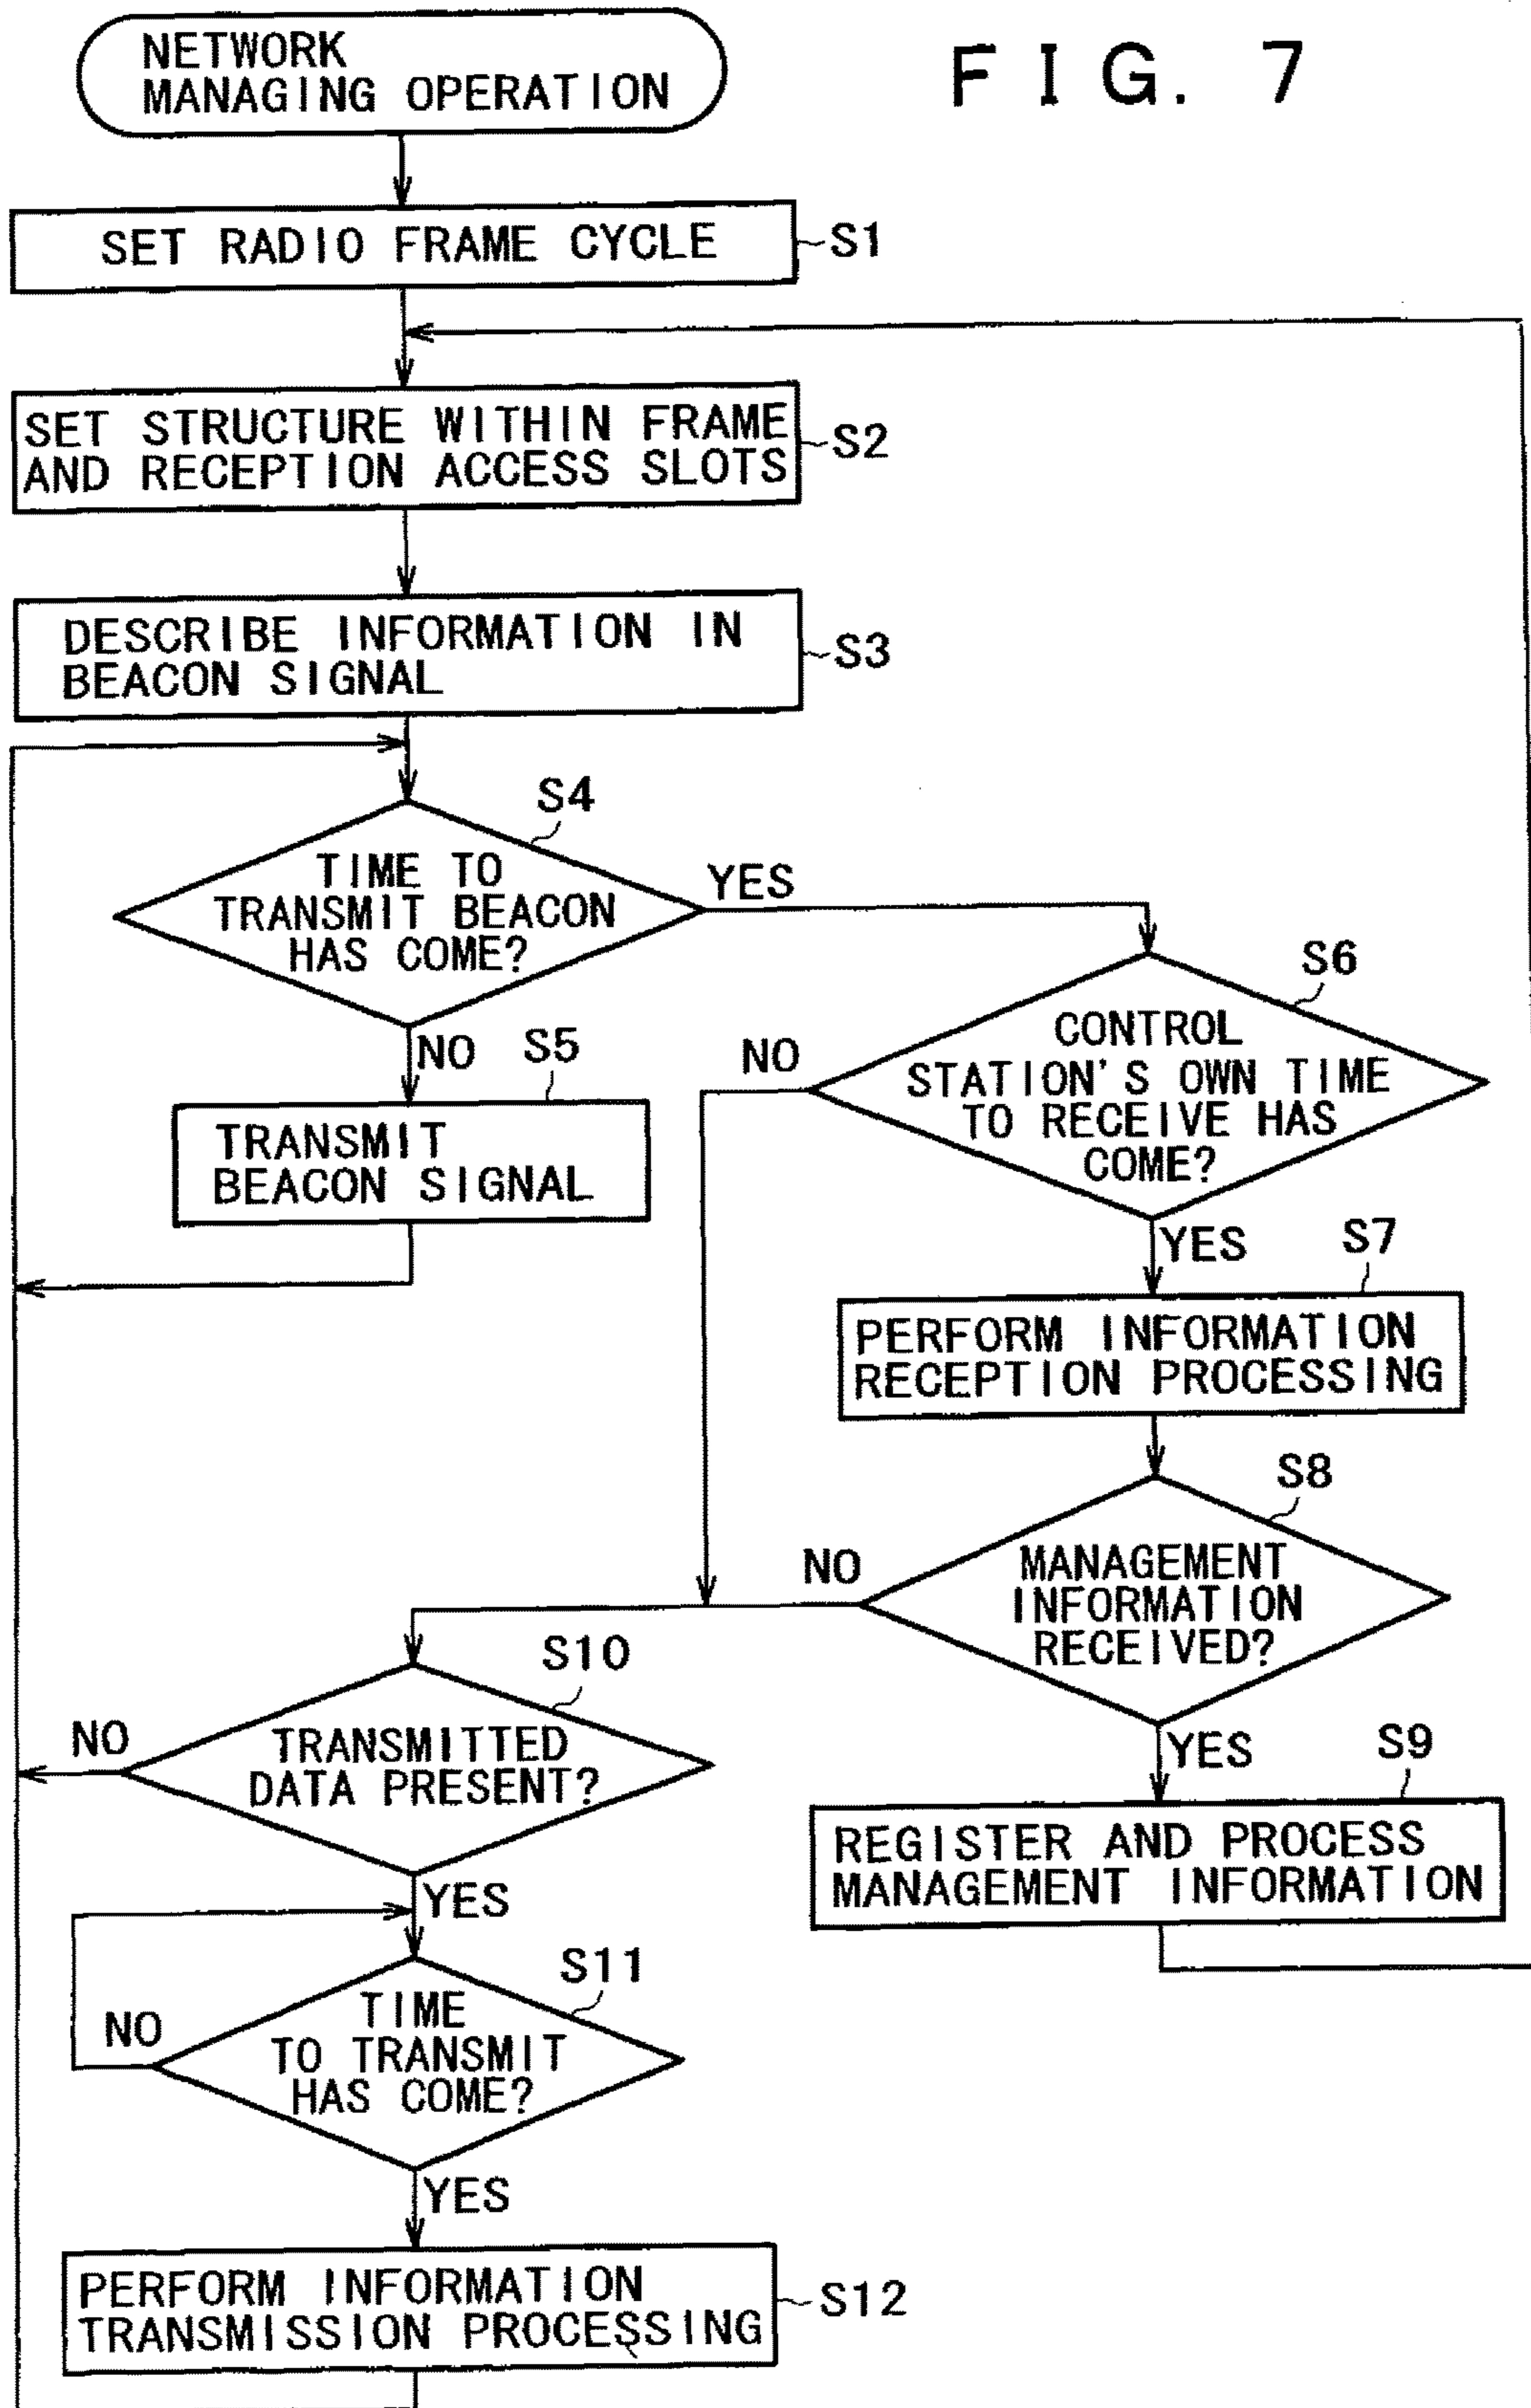 FIG. 7
NETWORK
MANAGING OPERATION
SET RADIO FRAME CYCLE
S1
SET STRUCTURE WITHIN FRAME
AND RECEPTION ACCESS SLOTS
S2
DESCRIBE INFORMATION IN
BEACON SIGNAL
S3
S4
TIME TO
TRANSMIT BEACON
HAS COME?
YES
NO
S5
TRANSMIT
BEACON SIGNAL
S6
CONTROL
STATION'S OWN TIME
TO RECEIVE HAS
COME?
NO
YES
S7
PERFORM INFORMATION
RECEPTION PROCESSING
S8
MANAGEMENT
INFORMATION
RECEIVED?
NO
YES
S9
REGISTER AND PROCESS
MANAGEMENT INFORMATION
S10
TRANSMITTED
DATA PRESENT?
NO
YES
S11
TIME
TO TRANSMIT
HAS COME?
NO
YES
PERFORM INFORMATION
TRANSMISSION PROCESSING
S12